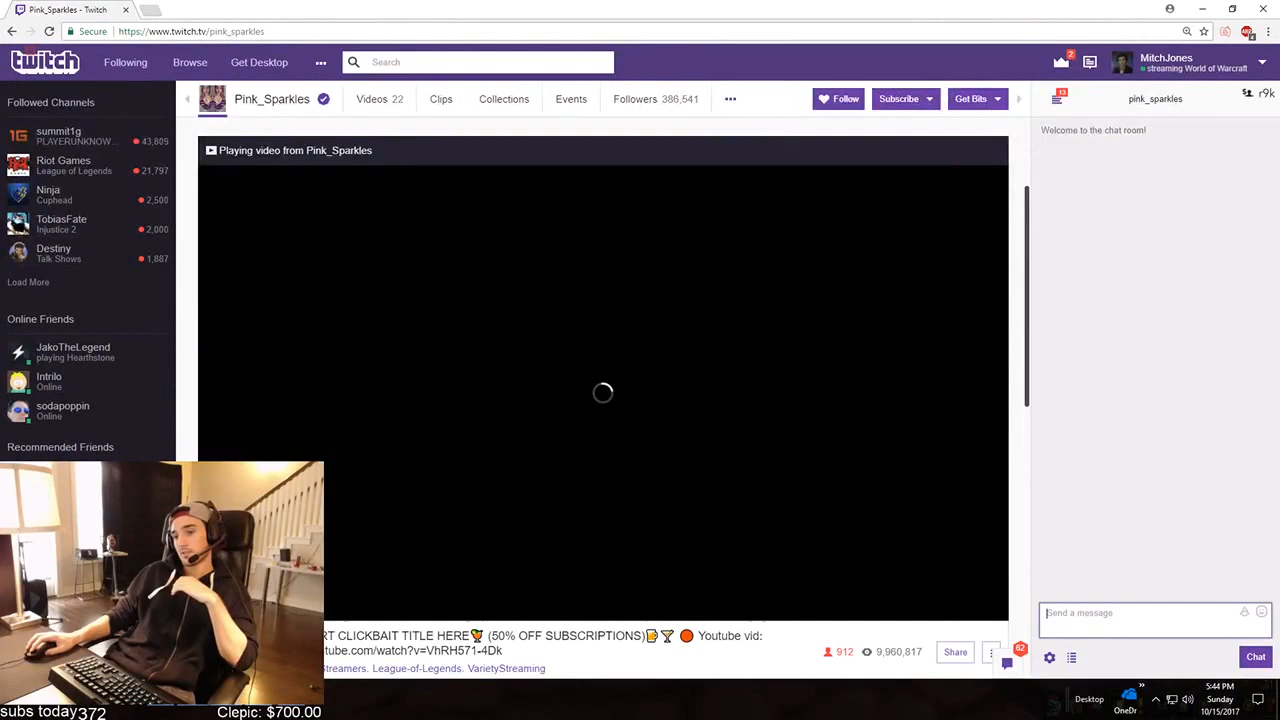 Pink_Sparkles - Twitch
Secure https://www.twitch.tv/pink_sparkles
twitch Following Browse Get Desktop Search 2 MitchJones
streaming World of Warcraft
Followed Channels
summit1g
PLAYERUNKNOW... 43,809
Riot Games
League of Legends 21,797
Ninja
Cuphead 2,500
TobiasFate
Injustice 2 2,000
Destiny
Talk Shows 1,887
Load More
Online Friends
JakoTheLegend
playing Hearthstone
Intrilo
Online
sodapoppin
Online
Recommended Friends
Pink_Sparkles Videos 22 Clips Collections Events Followers 386,541 Follow Subscribe Get Bits
Playing video from Pink_Sparkles
RT CLICKBAIT TITLE HERE (50% OFF SUBSCRIPTIONS) Youtube vid:
tube.com/watch?v=VhRH571-4Dk
Streamers. League-of-Legends. VarietyStreaming
912 9,960,817 Share
62
13 pink_sparkles r9k
Welcome to the chat room!
Send a message
Chat
subs today372 Clepic: $700.00
Desktop OneDr
5:44 PM
Sunday
10/15/2017